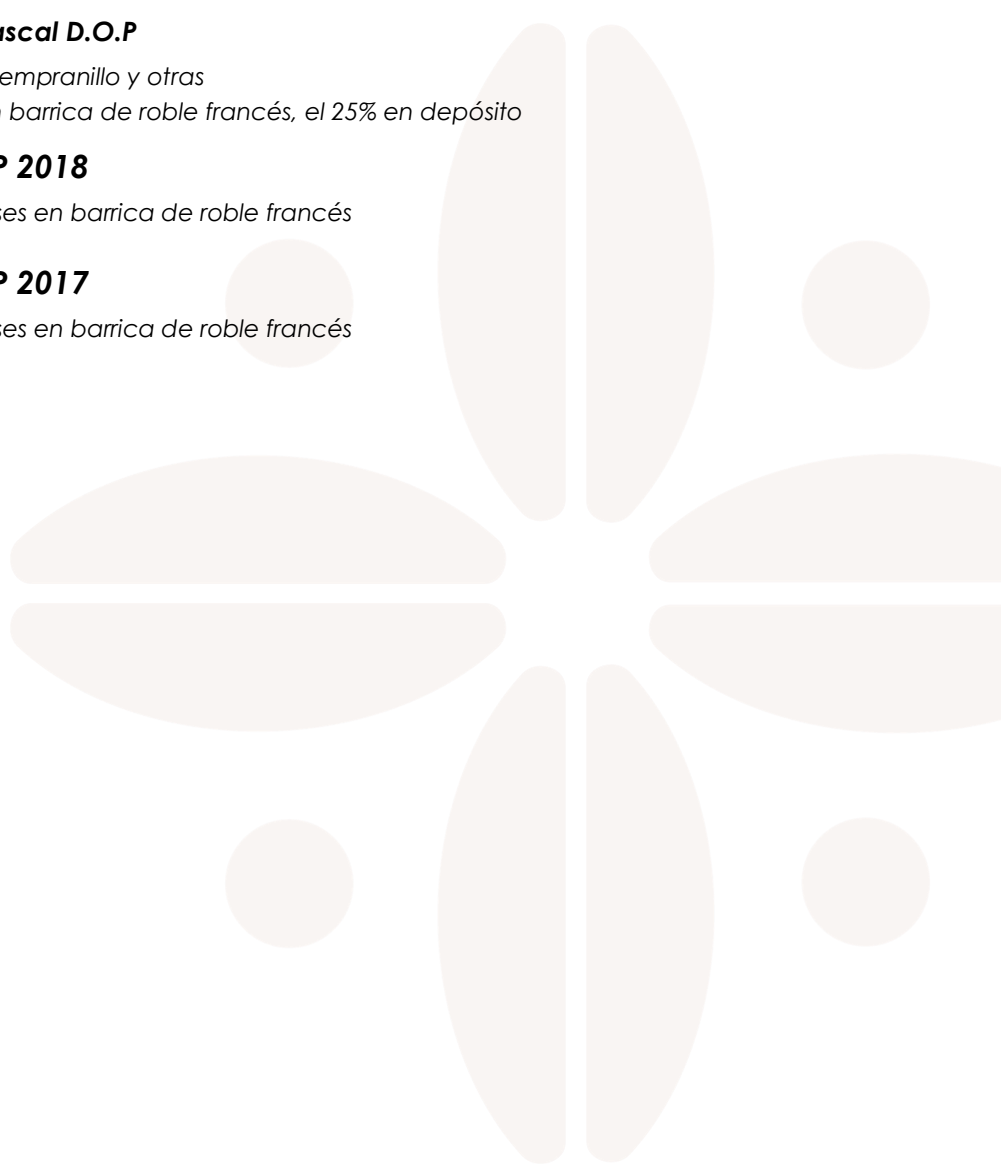 ascal D.O.P
empranillo y otras
barrica de roble francés, el 25% en depósito
P 2018
ses en barrica de roble francés
P 2017
ses en barrica de roble francés